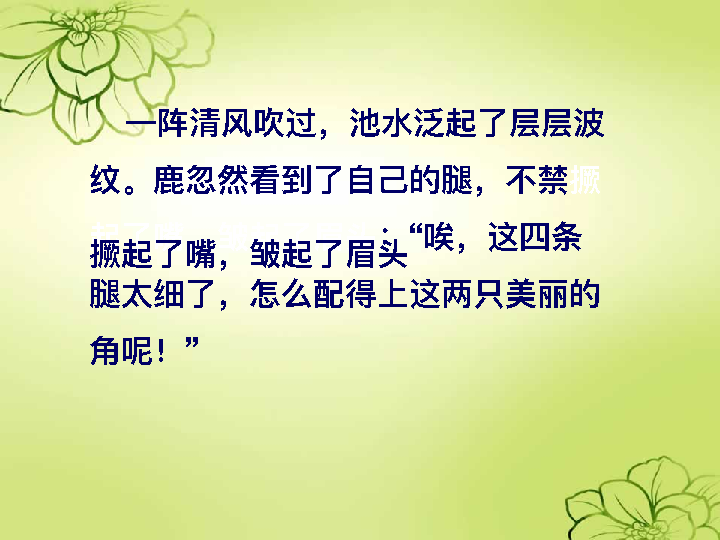 一阵清风吹过，池水泛起了层层波
纹。鹿忽然看到了自己的腿，不禁撅
撅起了嘴，皱起了眉头：“唉，这四条
腿太细了，怎么配得上这两只美丽的
角呢！”